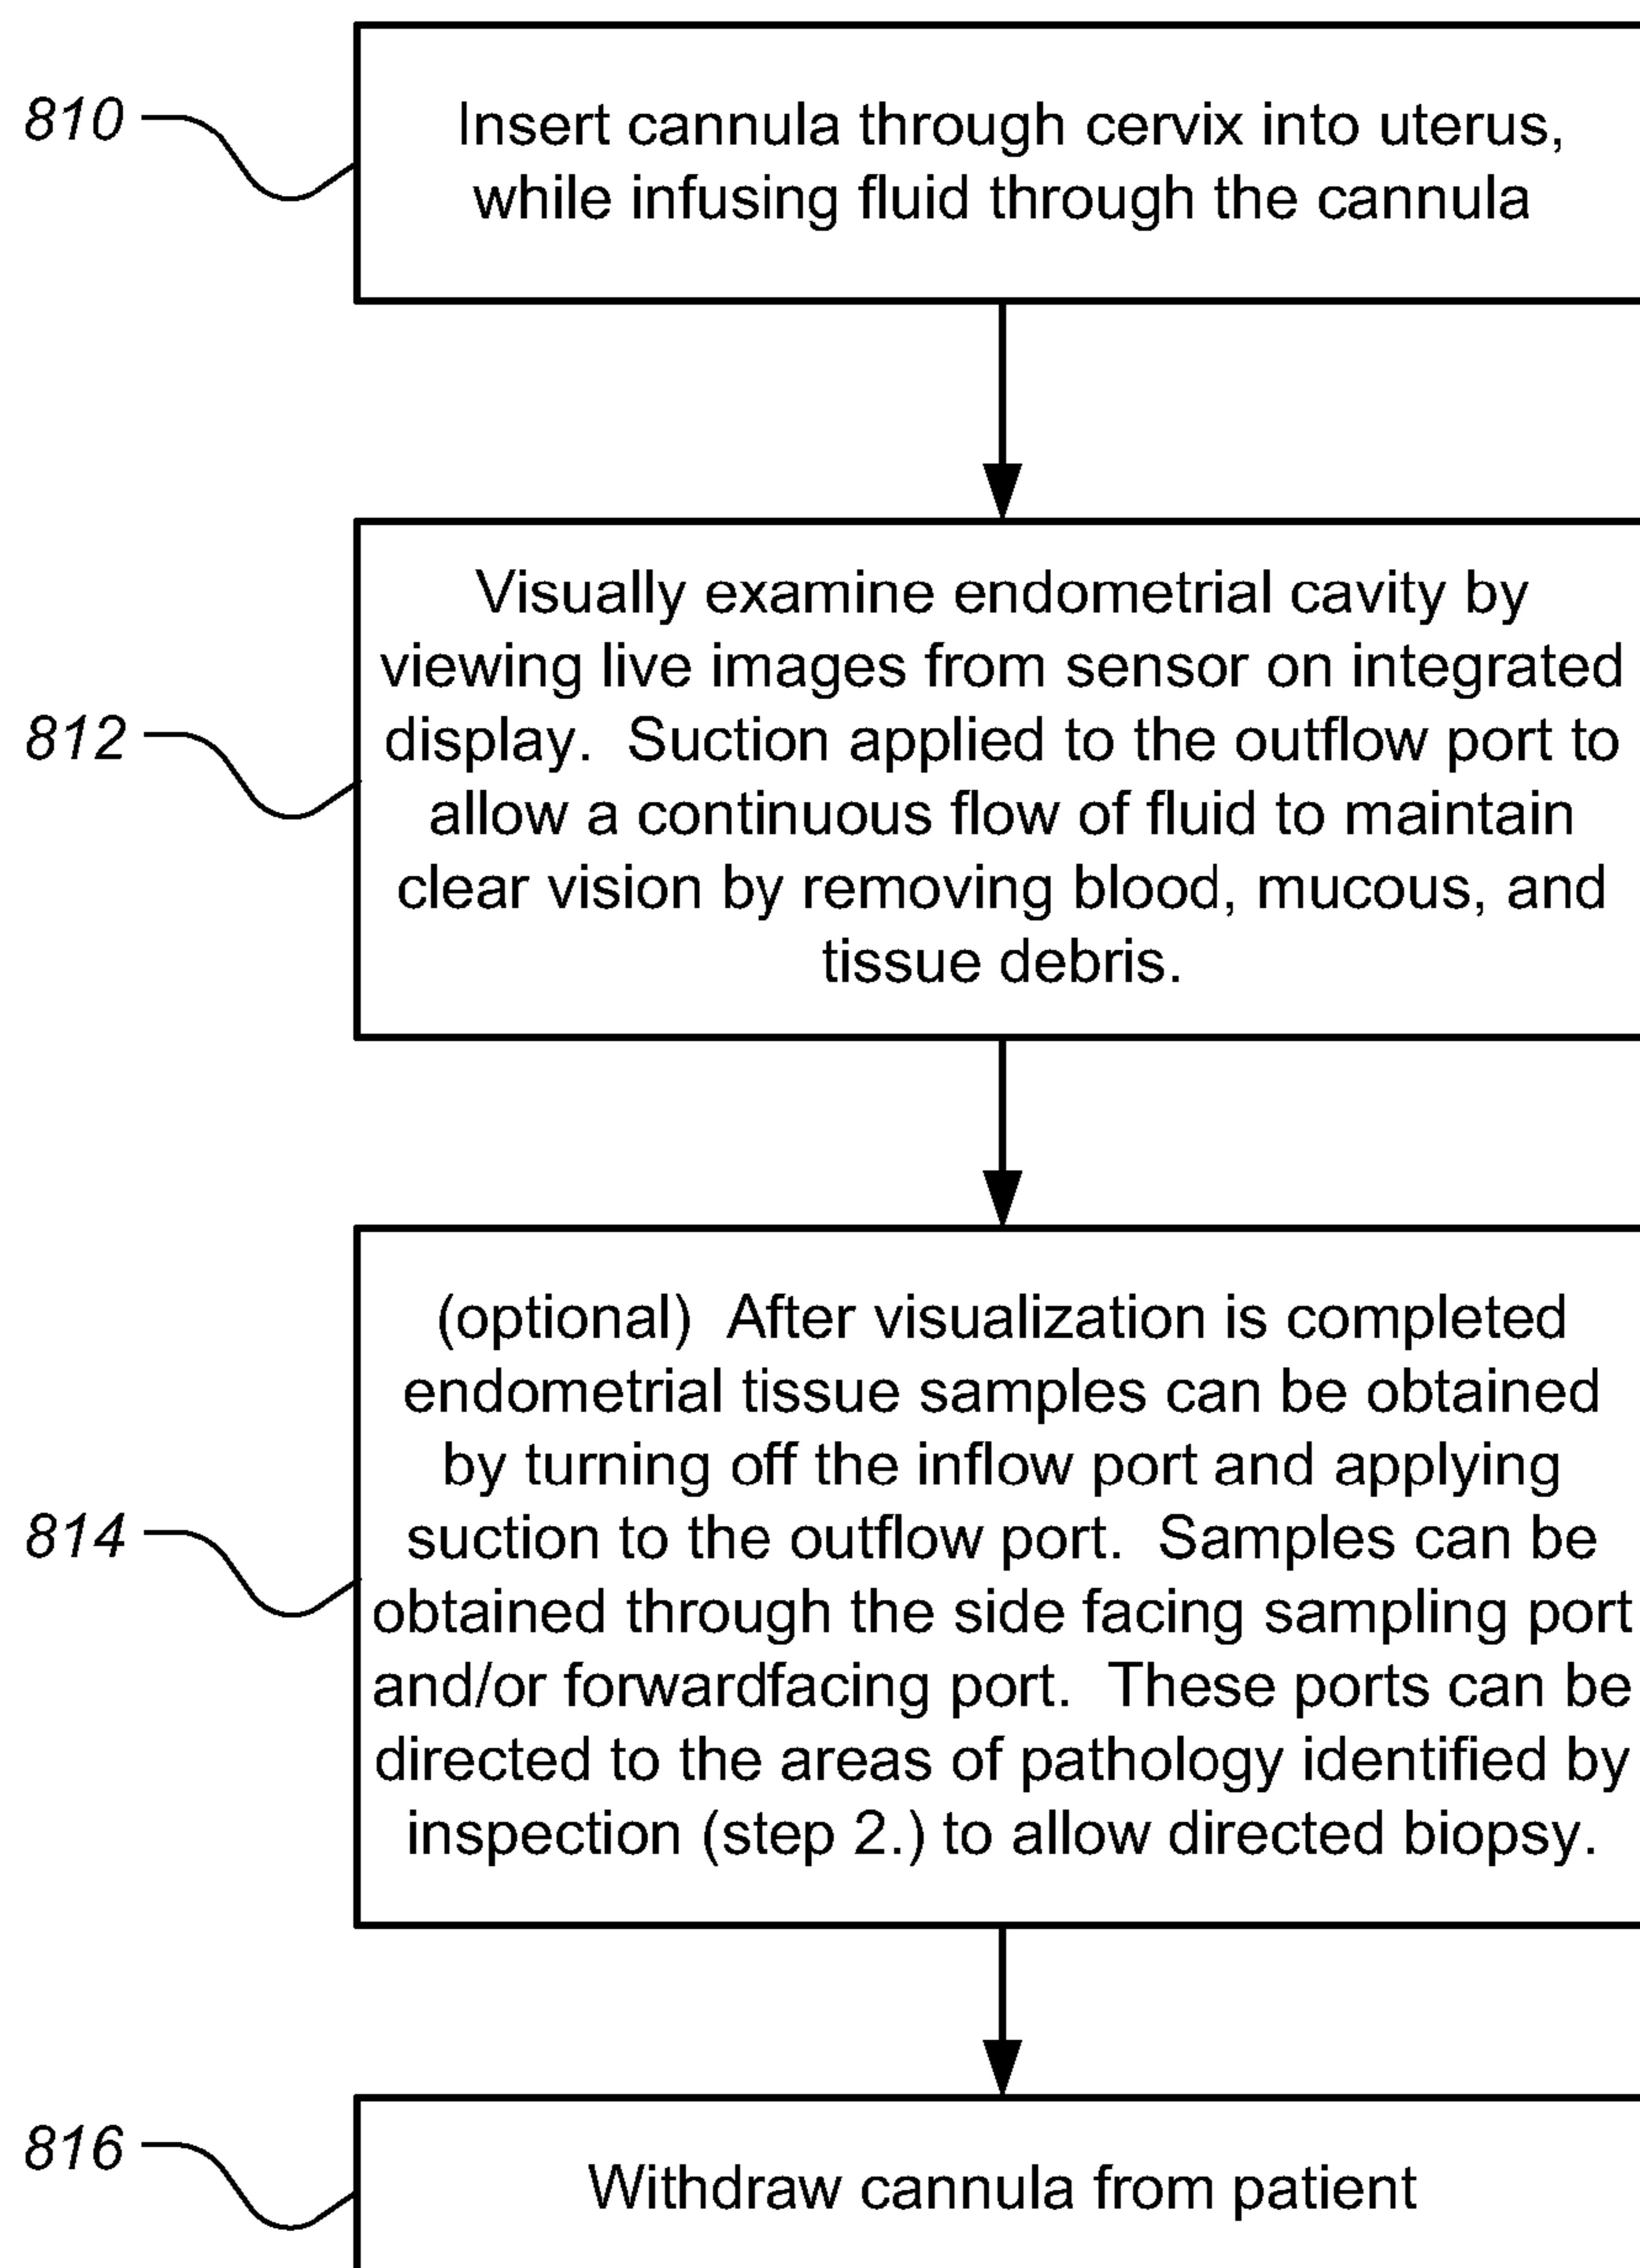 810
Insert cannula through cervix into uterus,
while infusing fluid through the cannula
Visually examine endometrial cavity by
viewing live images from sensor on integrated
812
display.  Suction applied to the outflow port to
allow a continuous flow of fluid to maintain
clear vision by removing blood, mucous, and
tissue debris.
(optional)  After visualization is completed
endometrial tissue samples can be obtained
by turning off the inflow port and applying
814
suction to the outflow port.  Samples can be
obtained through the side facing sampling port
and/or forwardfacing port.  These ports can be
directed to the areas of pathology identified by
inspection (step 2.) to allow directed biopsy.
816
Withdraw cannula from patient